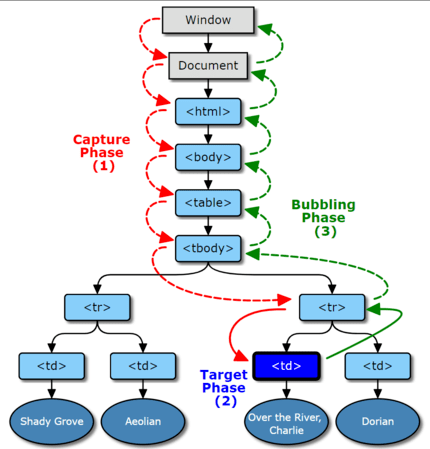 Window
Document
<html>
Capture
Phase
(1)
<body>
<table>
Bubbling
Phase
(3)
<tbody>
<tr>
<tr>
<td>
<td>
Target
Phase
(2)
<td>
<td>
Shady Grove
Aeolian
Over the River,
Charlie
Dorian